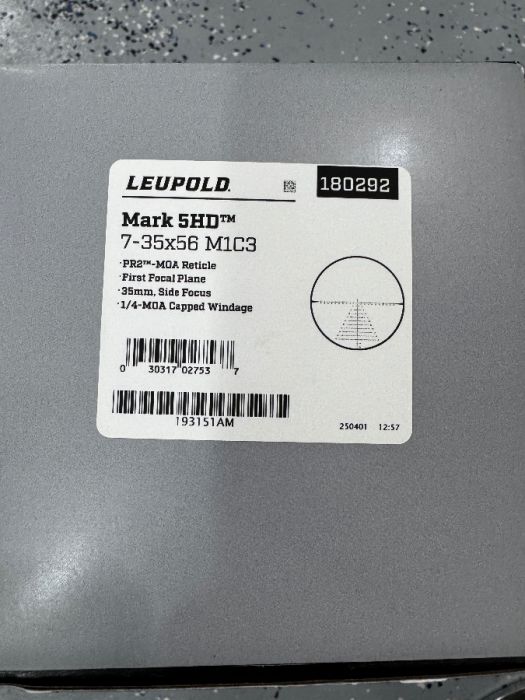 LEUPOLD.
180292
Mark 5HD™
7-35x56 M1C3
·PR2™-MOA Reticle
·First Focal Plane
·35mm, Side Focus
·1/4-MOA Capped Windage
0 30317 02753 7
193151AM
250401 12:57